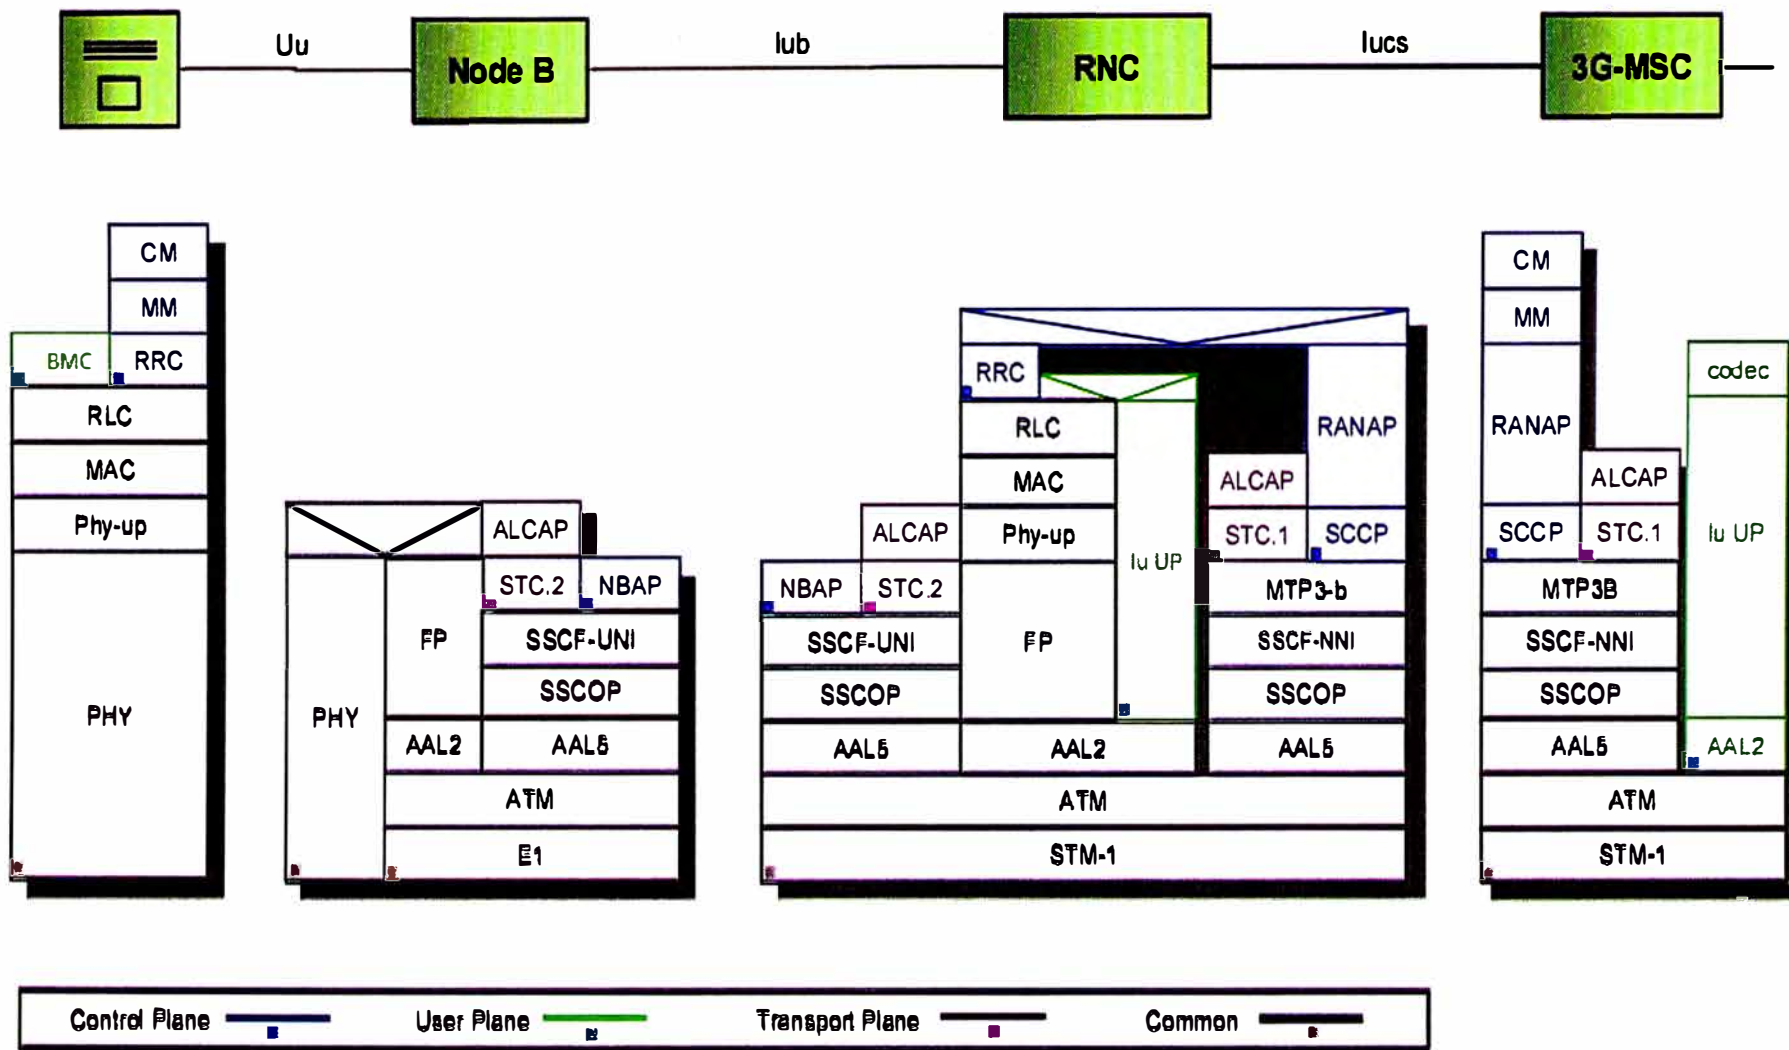 Uu
Iub
Iucs
Node B
RNC
3G-MSC
CM
MM
BMC
RRC
RLC
MAC
Phy-up
PHY
ALCAP
STC.2
NBAP
PHY
FP
SSCF-UNI
SSCOP
AAL2
AAL5
ATM
E1
RRC
RLC
RANAP
MAC
ALCAP
ALCAP
Phy-up
STC.1
SCCP
Iu UP
NBAP
STC.2
MTP3-b
SSCF-UNI
FP
SSCF-NNI
SSCOP
SSCOP
AAL5
AAL2
AAL5
ATM
STM-1
CM
MM
codec
RANAP
ALCAP
SCCP
STC.1
Iu UP
MTP3B
SSCF-NNI
SSCOP
AAL5
AAL2
ATM
STM-1
Control Plane
User Plane
Transport Plane
Common